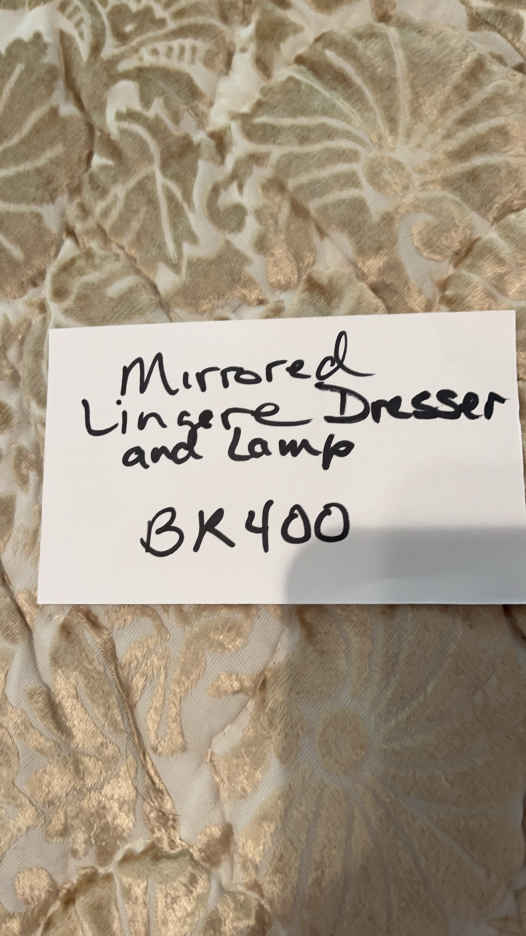 Mirrored
Lingere Dresser
and Lamp
BK400